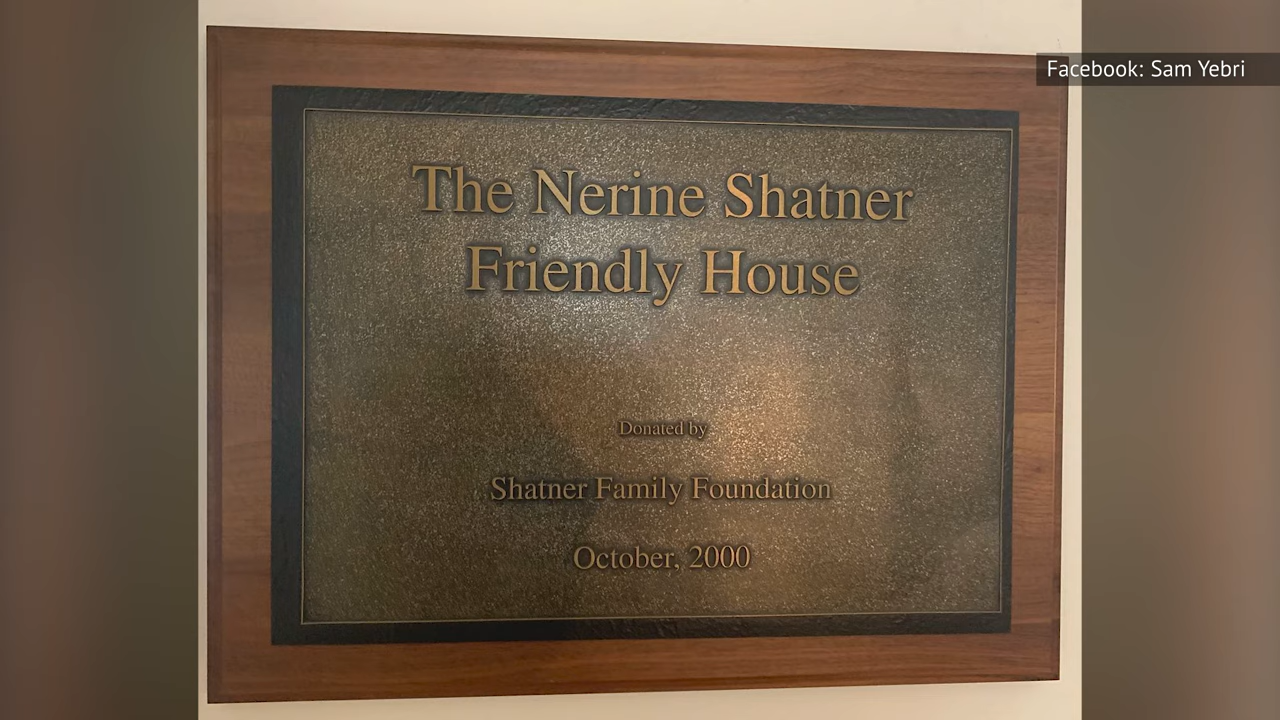 Facebook: Sam Yebri
The Nerine Shatner
Friendly House
Donated by
Shatner Family Foundation
October, 2000